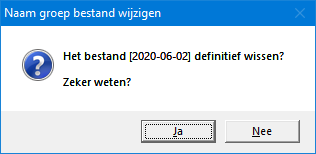 Naam groep bestand wijzigen
Het bestand [2020-06-02] definitief wissen?
Zeker weten?
Ja
Nee